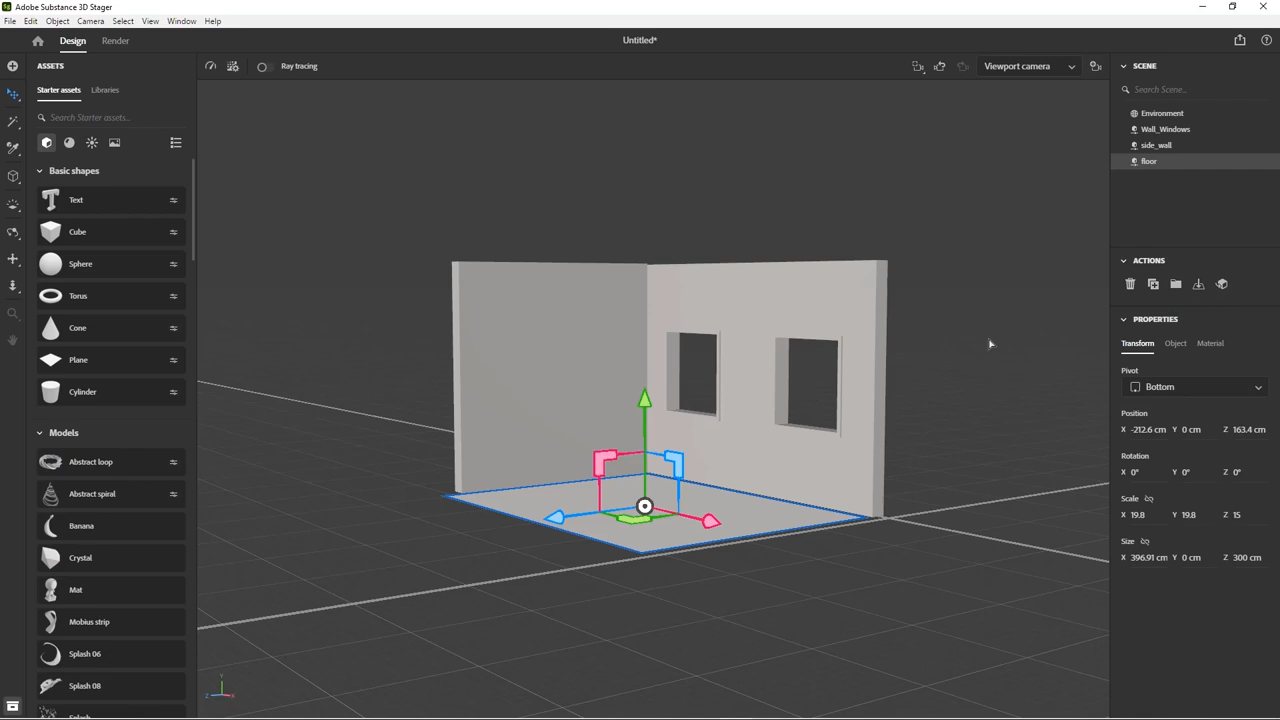 Sg Adobe Substance 3D Stager
File Edit Object Camera Select View Window Help
Design Render Untitled*
ASSETS
Starter assets Libraries
Search Starter assets...
Basic shapes
Text
Cube
Sphere
Torus
Cone
Plane
Cylinder
Models
Abstract loop
Abstract spiral
Banana
Crystal
Mat
Mobius strip
Splash 06
Splash 08
Splash
Ray tracing
Viewport camera
Y
Z X
SCENE
Search Scene...
Environment
Wall_Windows
side_wall
floor
ACTIONS
PROPERTIES
Transform Object Material
Pivot
Bottom
Position
X -212.6 cm Y 0 cm Z 163.4 cm
Rotation
X 0° Y 0° Z 0°
Scale
X 19.8 Y 19.8 Z 15
Size
X 396.91 cm Y 0 cm Z 300 cm